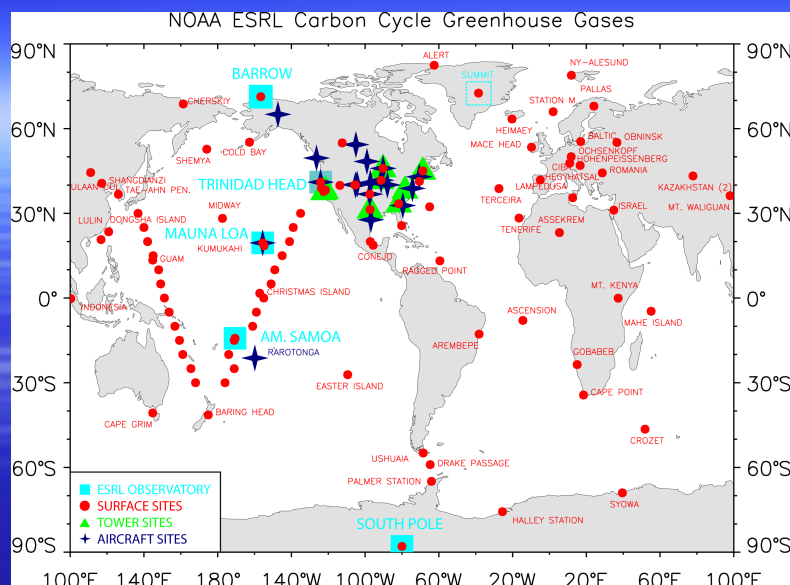 NOAA ESRL Carbon Cycle Greenhouse Gases
90°N
90°N
ALERT
BARROW
SUMMIT
NY-ALESUND
PALLAS
CHERSKIY
STATION M
60°N
60°N
HEIMAEY
BALTIC
OBNINSK
MACE HEAD
OCHSENKOPF
SHEMYA
COLD BAY
HOHENPEISSENBERG
SHANGDIANZI
CIBA
HEGYHATSAL
ROMANIA
TAE-AHN PEN.
TRINIDAD HEAD
LAMPEDUSA
KAZAKHSTAN (2)
TERCEIRA
MT. WALIGUAN
30°N
30°N
LULIN
DONGSHA ISLAND
MIDWAY
ISRAEL
TENERIFE
ASSEKREM
MAUNA LOA
KUMUKAHI
GUAM
CONEJO
RAGGED POINT
CHRISTMAS ISLAND
MT. KENYA
0°
0°
INDONESIA
ASCENSION
MAHE ISLAND
AM. SAMOA
AREMBEPE
RAROTONGA
GOBABEB
EASTER ISLAND
30°S
30°S
CAPE POINT
CAPE GRIM
BARING HEAD
CROZET
USHUAIA
DRAKE PASSAGE
60°S
60°S
PALMER STATION
SYOWA
HALLEY STATION
ESRL OBSERVATORY
SURFACE SITES
TOWER SITES
AIRCRAFT SITES
SOUTH POLE
90°S
90°S
100°E 140°E 180°W 140°W 100°W 60°W 20°W 20°E 60°E 100°E